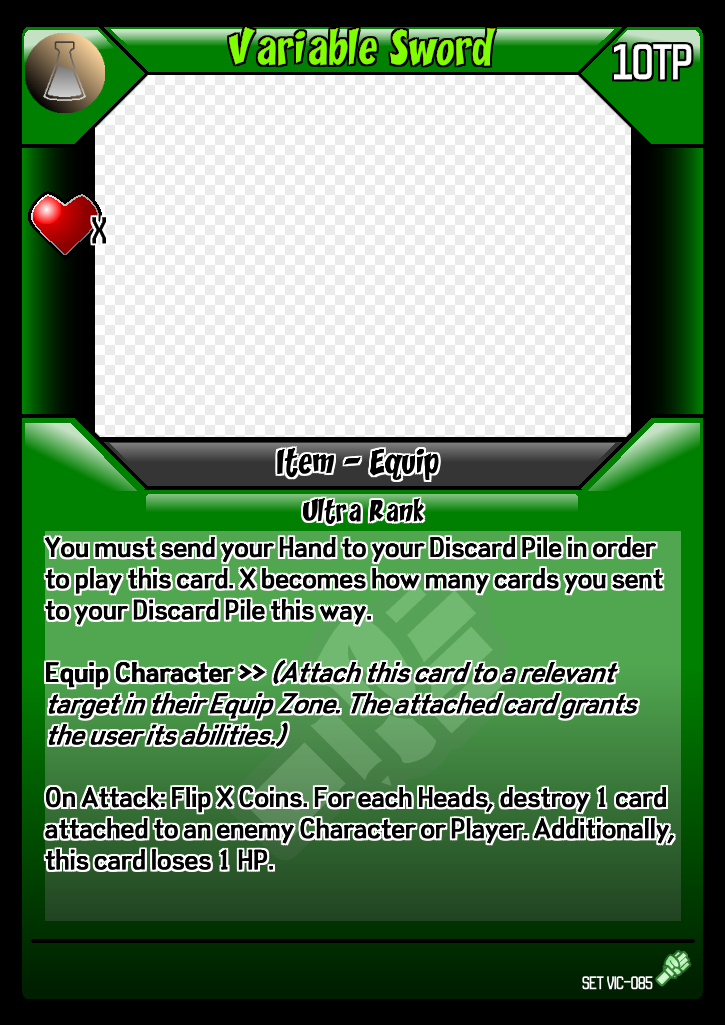 Variable Sword
10TP
X
Item - Equip
Ultra Rank
You must send your Hand to your Discard Pile in order
to play this card. X becomes how many cards you sent
to your Discard Pile this way.
Equip Character >> (Attach this card to a relevant
target in their Equip Zone. The attached card grants
the user its abilities.)
On Attack: Flip X Coins. For each Heads, destroy 1 card
attached to an enemy Character or Player. Additionally,
this card loses 1 HP.
SET VIC-085